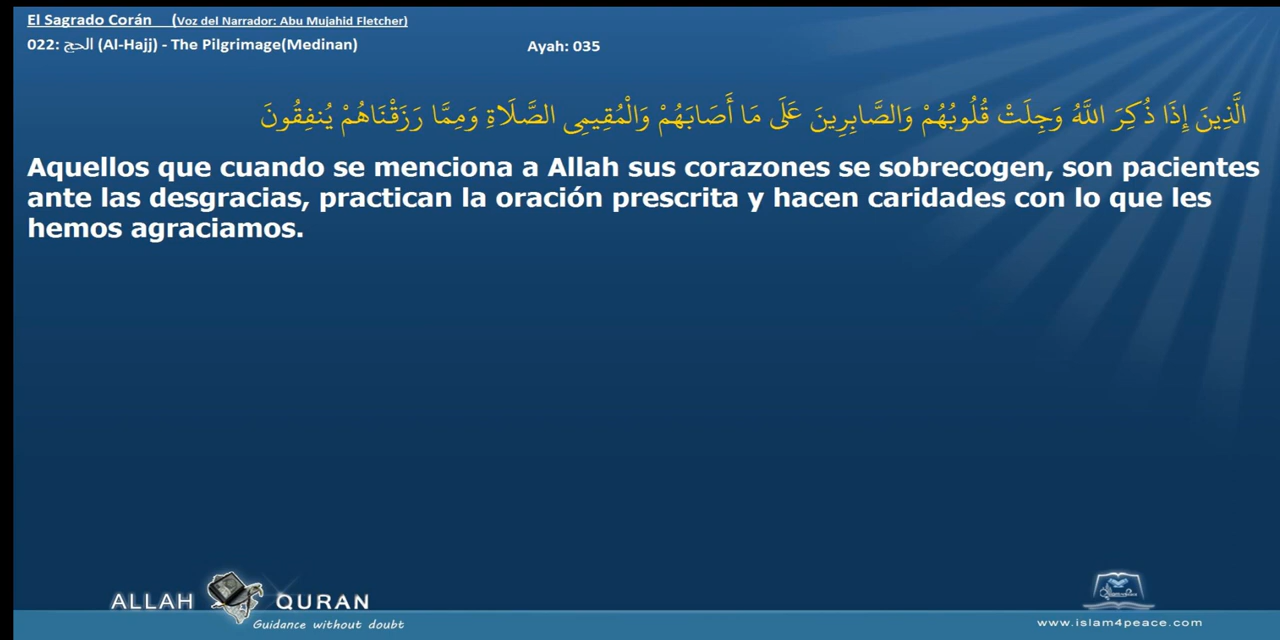 El Sagrado Corán (Voz del Narrador: Abu Mujahid Fletcher)
022: الحج (Al-Hajj) - The Pilgrimage(Medinan)
Ayah: 035
الَّذِينَ إِذَا ذُكِرَ اللَّهُ وَجِلَتْ قُلُوبُهُمْ وَالصَّابِرِينَ عَلَى مَا أَصَابَهُمْ وَالْمُقِيمِي الصَّلَاةِ وَمِمَّا رَزَقْنَاهُمْ يُنفِقُونَ
Aquellos que cuando se menciona a Allah sus corazones se sobrecogen, son pacientes
ante las desgracias, practican la oración prescrita y hacen caridades con lo que les
hemos agraciamos.
ALLAH QURAN
Guidance without doubt
www.islam4peace.com